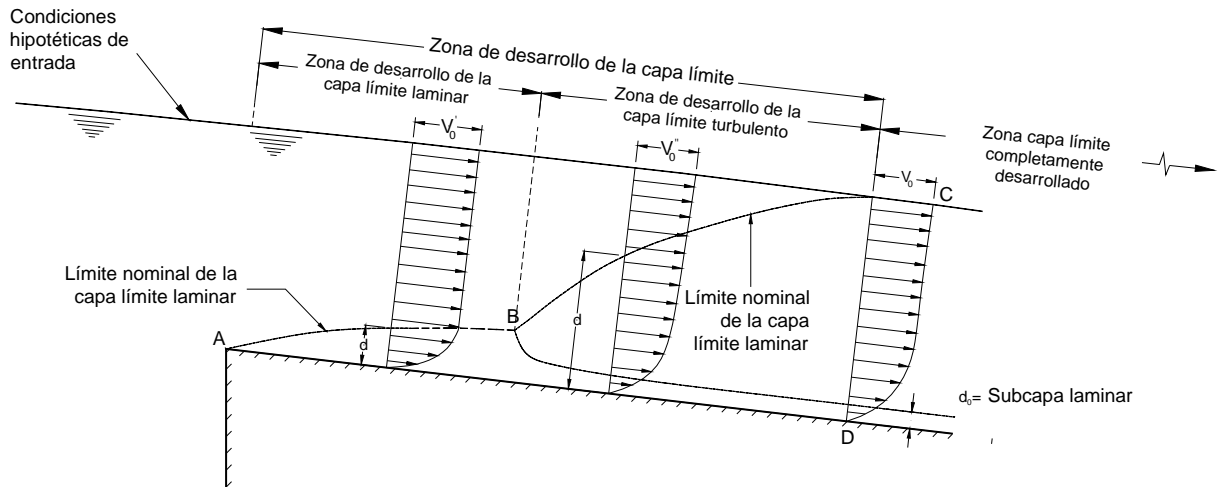 Condiciones
hipotéticas de
entrada
Zona de desarrollo de la capa límite
Zona de desarrollo de la
capa límite laminar
Zona de desarrollo de la
capa límite turbulento
Zona capa límite
completamente
desarrollado
V₀'
V₀"
V₀
C
Límite nominal de la
capa límite laminar
A
B
d
d
Límite nominal
de la capa
límite laminar
d₀= Subcapa laminar
D